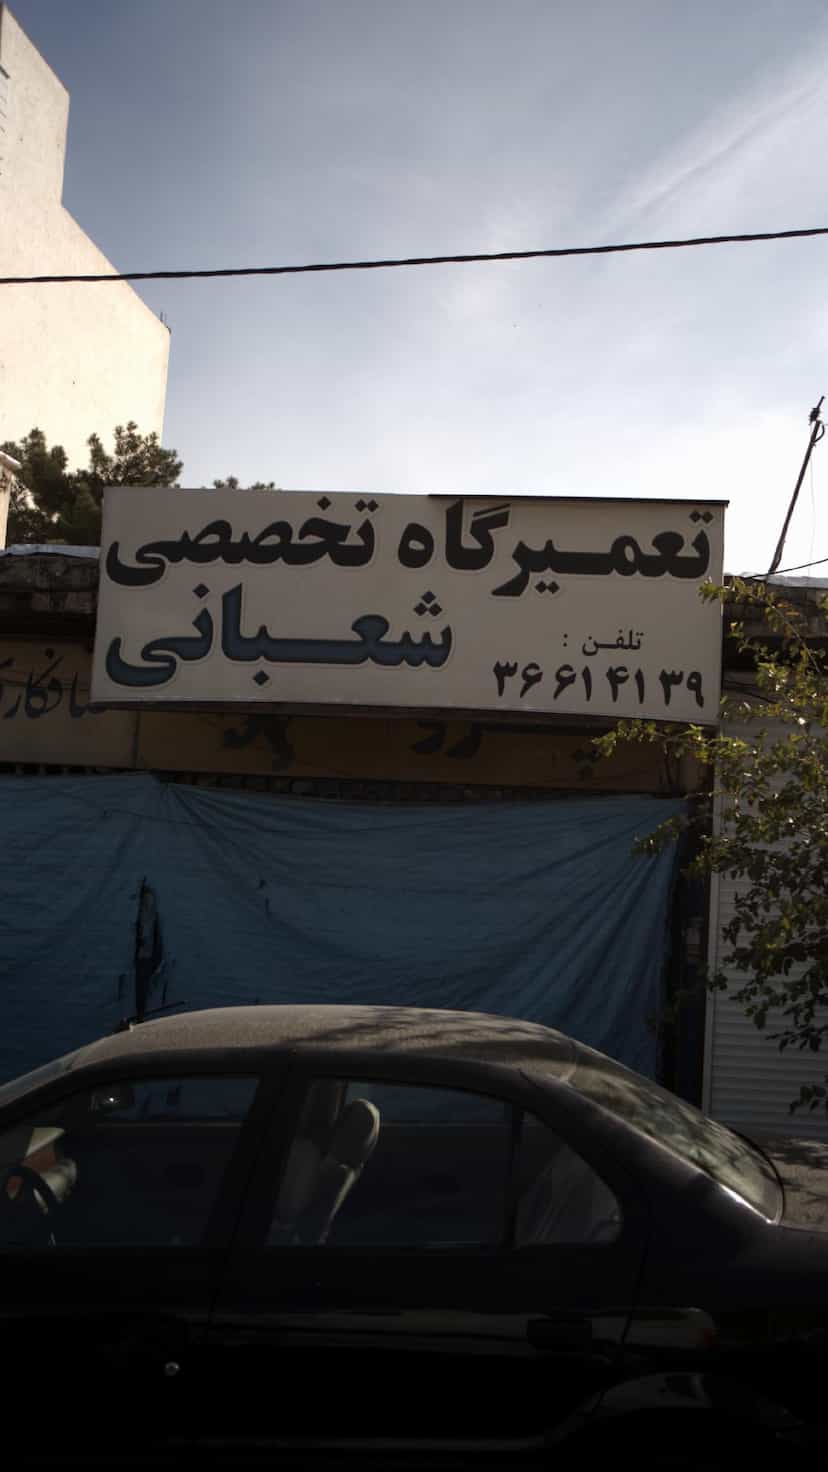 تعمیرگاه تخصصی
شعبانی
تلفن :
۳۶۶۱۴۱۳۹